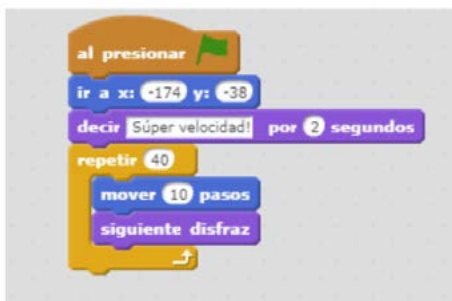 al presionar
ir a x: -174 y: -38
decir Súper velocidad! por 2 segundos
repetir 40
mover 10 pasos
siguiente disfraz